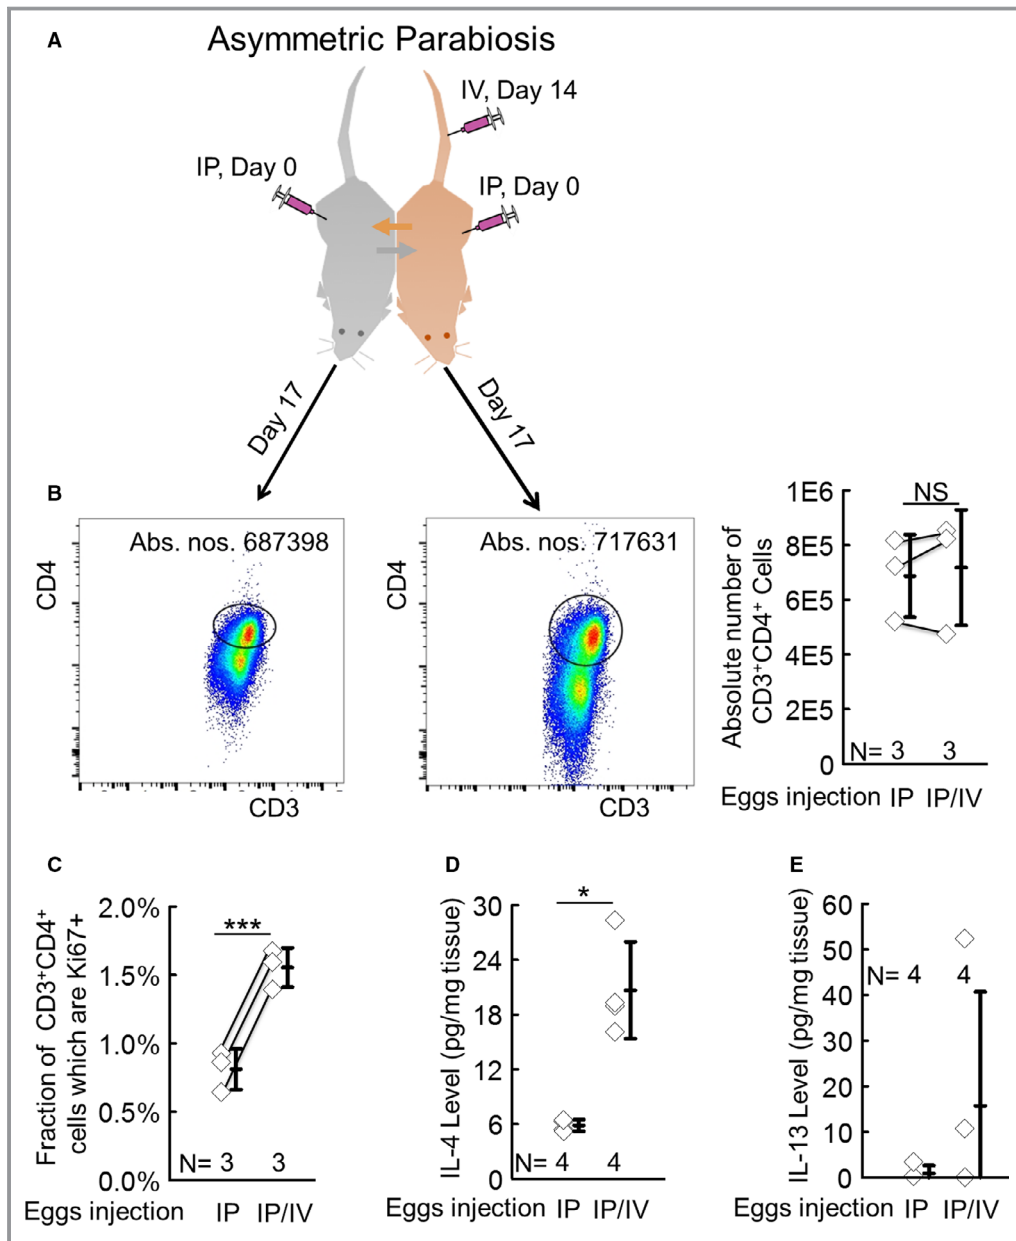 A
Asymmetric Parabiosis
IV, Day 14
IP, Day 0
IP, Day 0
Day 17
Day 17
B
Abs. nos. 687398
CD4
CD3
Abs. nos. 717631
CD4
CD3
Absolute number of
CD3⁺CD4⁺ Cells
1E6
8E5
6E5
4E5
2E5
0
NS
N= 3 3
Eggs injection IP IP/IV
C
Fraction of CD3⁺CD4⁺
cells which are Ki67+
2.0%
1.5%
1.0%
0.5%
0.0%
***
N= 3 3
Eggs injection IP IP/IV
D
IL-4 Level (pg/mg tissue)
30
24
18
12
6
0
*
N= 4 4
Eggs injection IP IP/IV
E
IL-13 Level (pg/mg tissue)
60
50
40
30
20
10
0
N= 4 4
Eggs injection IP IP/IV